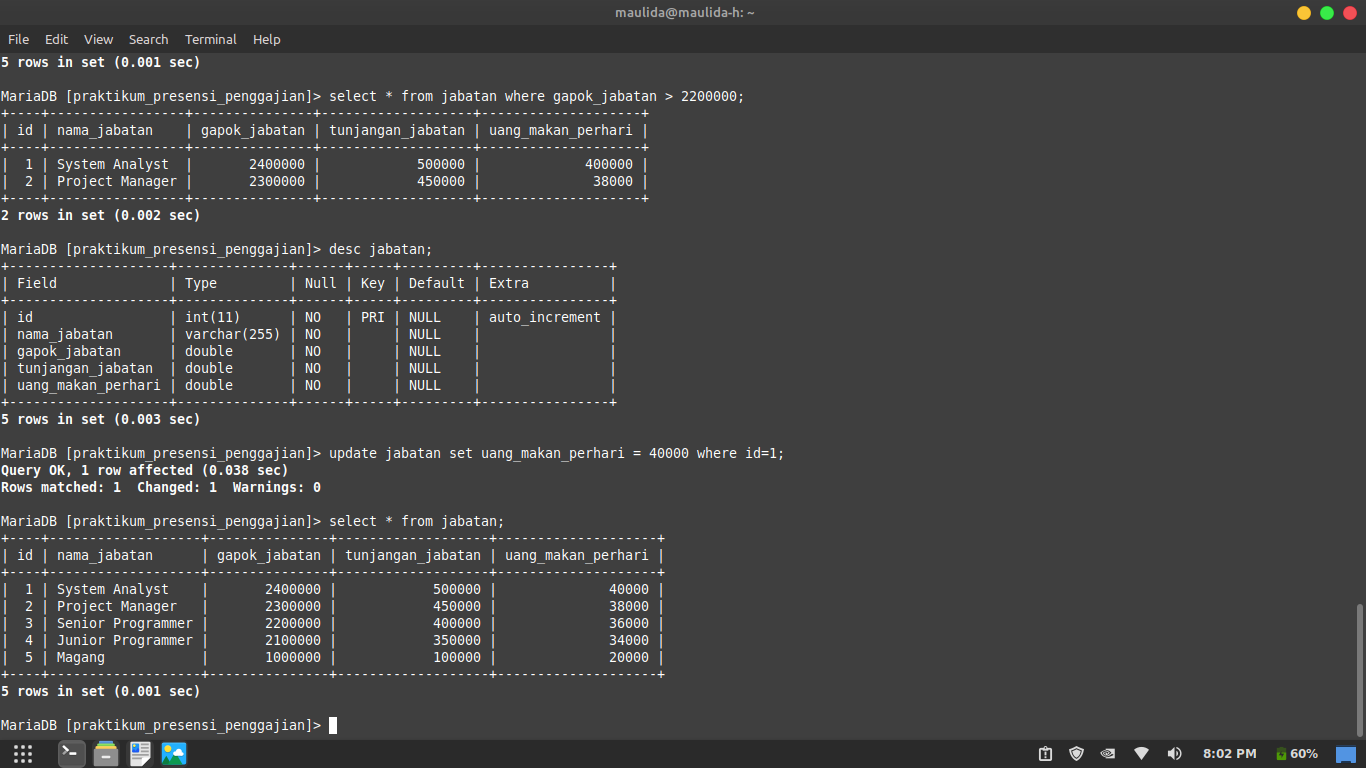 maulida@maulida-h: ~
File Edit View Search Terminal Help
5 rows in set (0.001 sec)
MariaDB [praktikum_presensi_penggajian]> select * from jabatan where gapok_jabatan > 2200000;
+----+-----------------+---------------+-------------------+--------------------+
| id | nama_jabatan    | gapok_jabatan | tunjangan_jabatan | uang_makan_perhari |
+----+-----------------+---------------+-------------------+--------------------+
|  1 | System Analyst  |       2400000 |            500000 |             400000 |
|  2 | Project Manager |       2300000 |            450000 |              38000 |
+----+-----------------+---------------+-------------------+--------------------+
2 rows in set (0.002 sec)
MariaDB [praktikum_presensi_penggajian]> desc jabatan;
+--------------------+--------------+------+-----+---------+----------------+
| Field              | Type         | Null | Key | Default | Extra          |
+--------------------+--------------+------+-----+---------+----------------+
| id                 | int(11)      | NO   | PRI | NULL    | auto_increment |
| nama_jabatan       | varchar(255) | NO   |     | NULL    |                |
| gapok_jabatan      | double       | NO   |     | NULL    |                |
| tunjangan_jabatan  | double       | NO   |     | NULL    |                |
| uang_makan_perhari | double       | NO   |     | NULL    |                |
+--------------------+--------------+------+-----+---------+----------------+
5 rows in set (0.003 sec)
MariaDB [praktikum_presensi_penggajian]> update jabatan set uang_makan_perhari = 40000 where id=1;
Query OK, 1 row affected (0.038 sec)
Rows matched: 1  Changed: 1  Warnings: 0
MariaDB [praktikum_presensi_penggajian]> select * from jabatan;
+----+-------------------+---------------+-------------------+--------------------+
| id | nama_jabatan      | gapok_jabatan | tunjangan_jabatan | uang_makan_perhari |
+----+-------------------+---------------+-------------------+--------------------+
|  1 | System Analyst    |       2400000 |            500000 |              40000 |
|  2 | Project Manager   |       2300000 |            450000 |              38000 |
|  3 | Senior Programmer |       2200000 |            400000 |              36000 |
|  4 | Junior Programmer |       2100000 |            350000 |              34000 |
|  5 | Magang            |       1000000 |            100000 |              20000 |
+----+-------------------+---------------+-------------------+--------------------+
5 rows in set (0.001 sec)
MariaDB [praktikum_presensi_penggajian]>
8:02 PM 60%